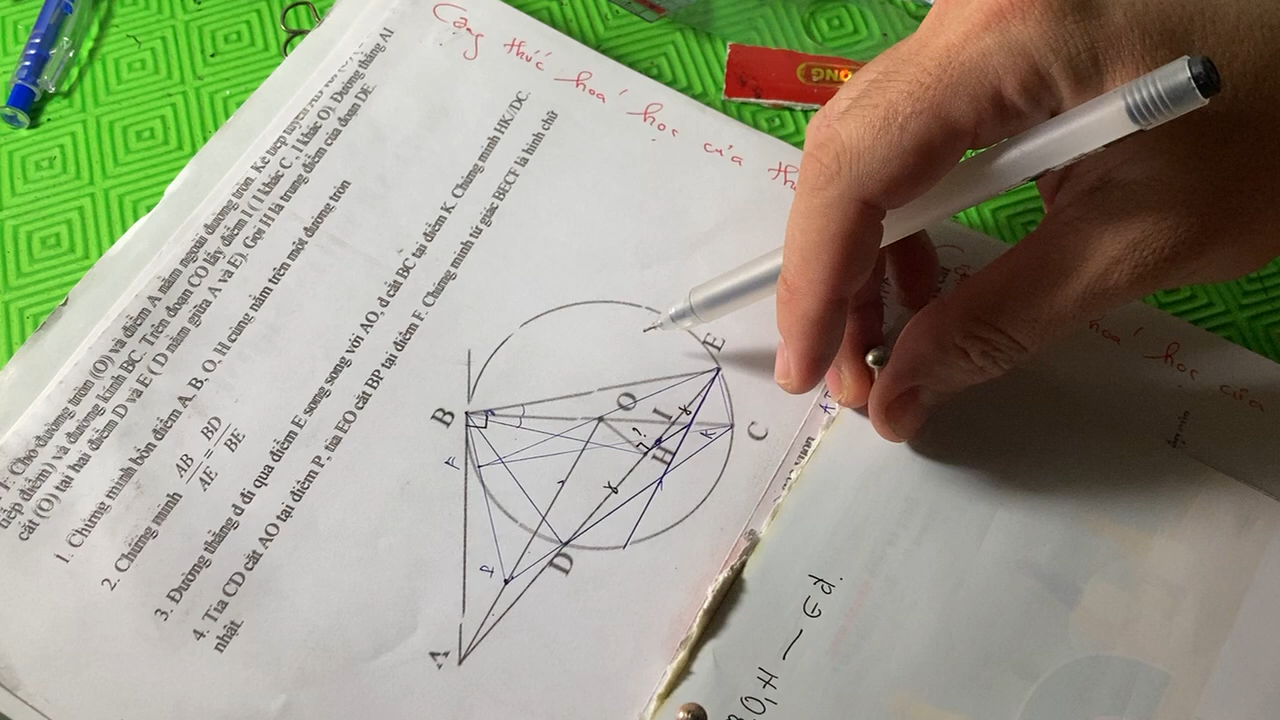 Công thức hoá học của th
ƯƠNG
1. Cho đường tròn ((O)) và điểm A nằm ngoài đường tròn. Kẻ tiếp tuyến AB
tiếp điểm) và đường kính BC. Trên đoạn CO lấy điểm I ( I khác C , I khác O). Đường thẳng AI
cắt (O) tại hai điểm D và E ( D nằm giữa A và E). Gọi H là trung điểm của đoạn DE.
1. Chứng minh bốn điểm A, B, O, H cùng nằm trên một đường tròn
2. Chứng minh AB/AE = BD/BE
3. Đường thẳng d đi qua điểm E song song với AO, d cắt BC tại điểm K. Chứng minh HK//DC.
4. Tia CD cắt AO tại điểm P, tia EO cắt BP tại điểm F. Chứng minh tứ giác BECF là hình chữ
nhật.
B
E
O
I
C
K
H
?
F
P
D
A
hoá học của
O,H — Ed.